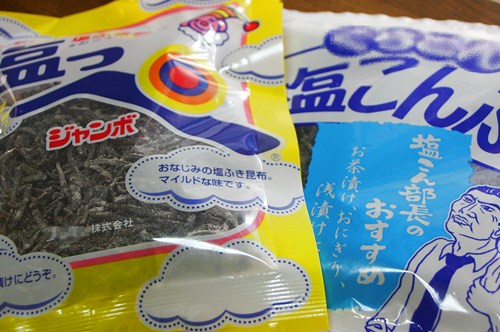 塩っ
ジャンボ
おなじみの塩ふき昆布。
マイルドな味です。
株式会社
漬けにどうぞ。
塩こんぶ
塩こん部長の
おすすめ
お茶漬け、おにぎり、
浅漬けに